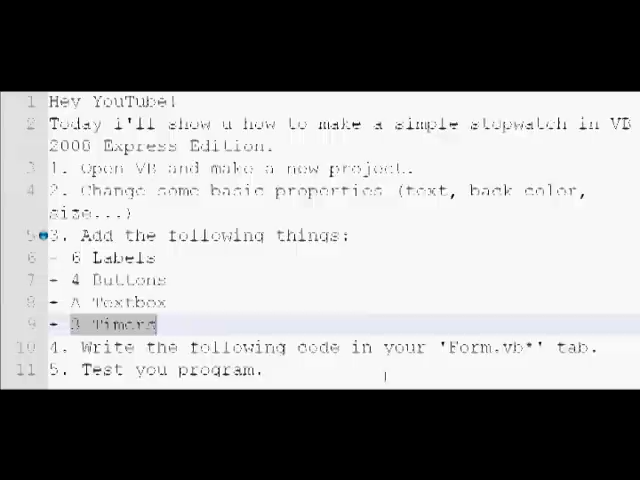 1 Hey YouTube!
2 Today i'll show u how to make a simple stopwatch in VB
2008 Express Edition.
3 1. Open VB and make a new project.
4 2. Change some basic properties (text, back color,
size...)
5 3. Add the following things:
6 - 6 Labels
7 - 4 Buttons
8 - A Textbox
9 - 3 Timers
10 4. Write the following code in your 'Form.vb*' tab.
11 5. Test you program.